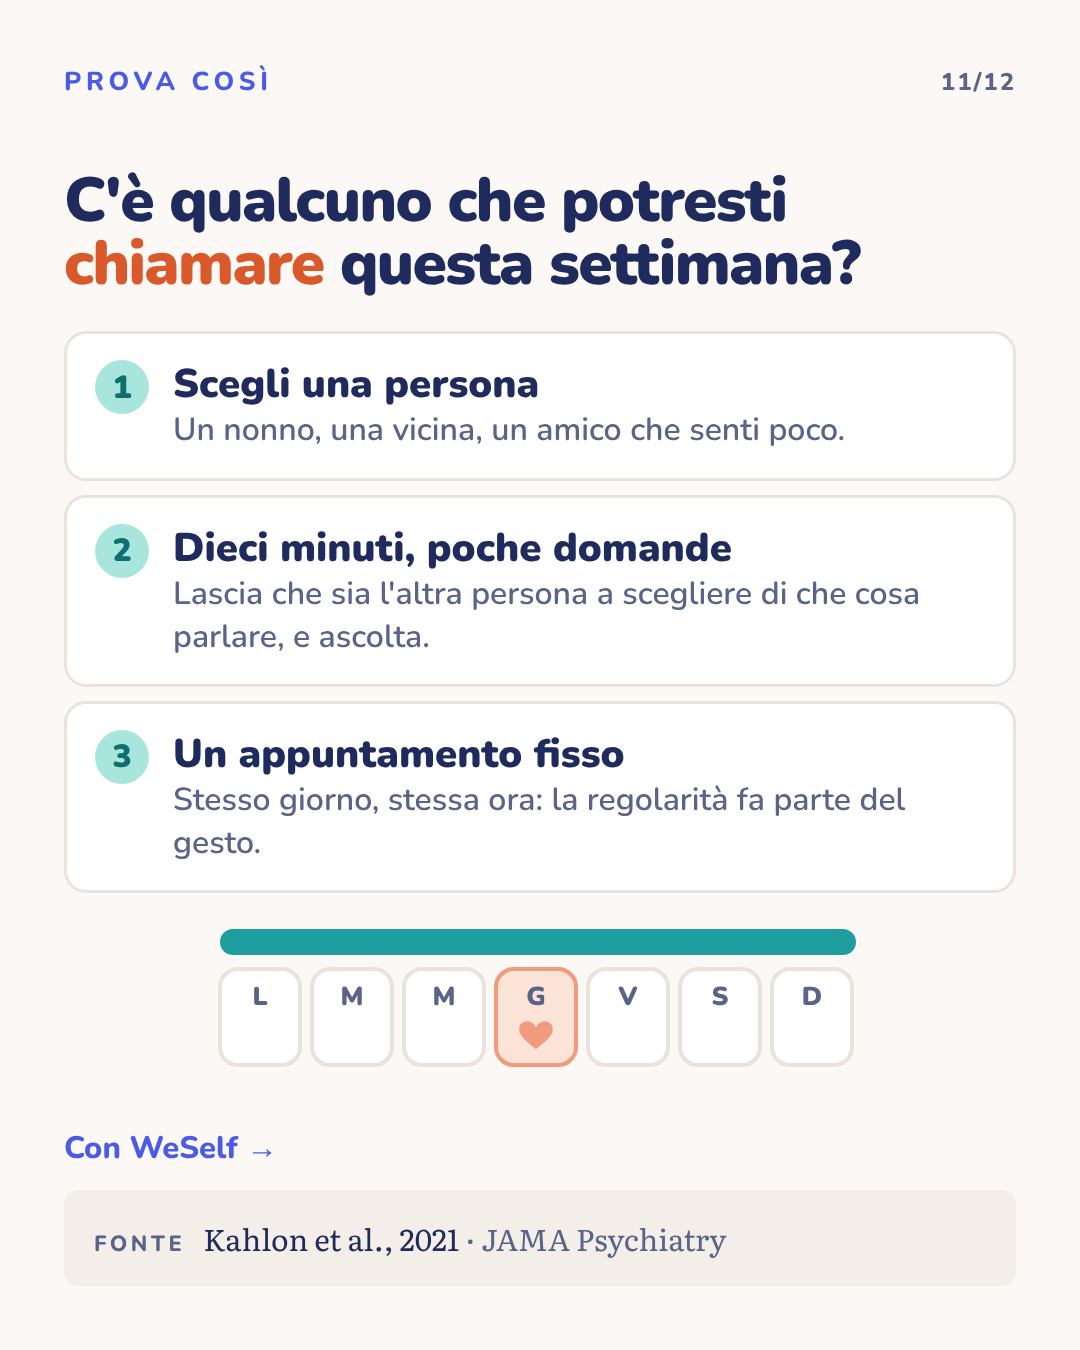 PROVA COSÌ
11/12
C'è qualcuno che potresti
chiamare questa settimana?
1
Scegli una persona
Un nonno, una vicina, un amico che senti poco.
2
Dieci minuti, poche domande
Lascia che sia l'altra persona a scegliere di che cosa
parlare, e ascolta.
3
Un appuntamento fisso
Stesso giorno, stessa ora: la regolarità fa parte del
gesto.
L M M G V S D
Con WeSelf →
FONTE Kahlon et al., 2021 · JAMA Psychiatry